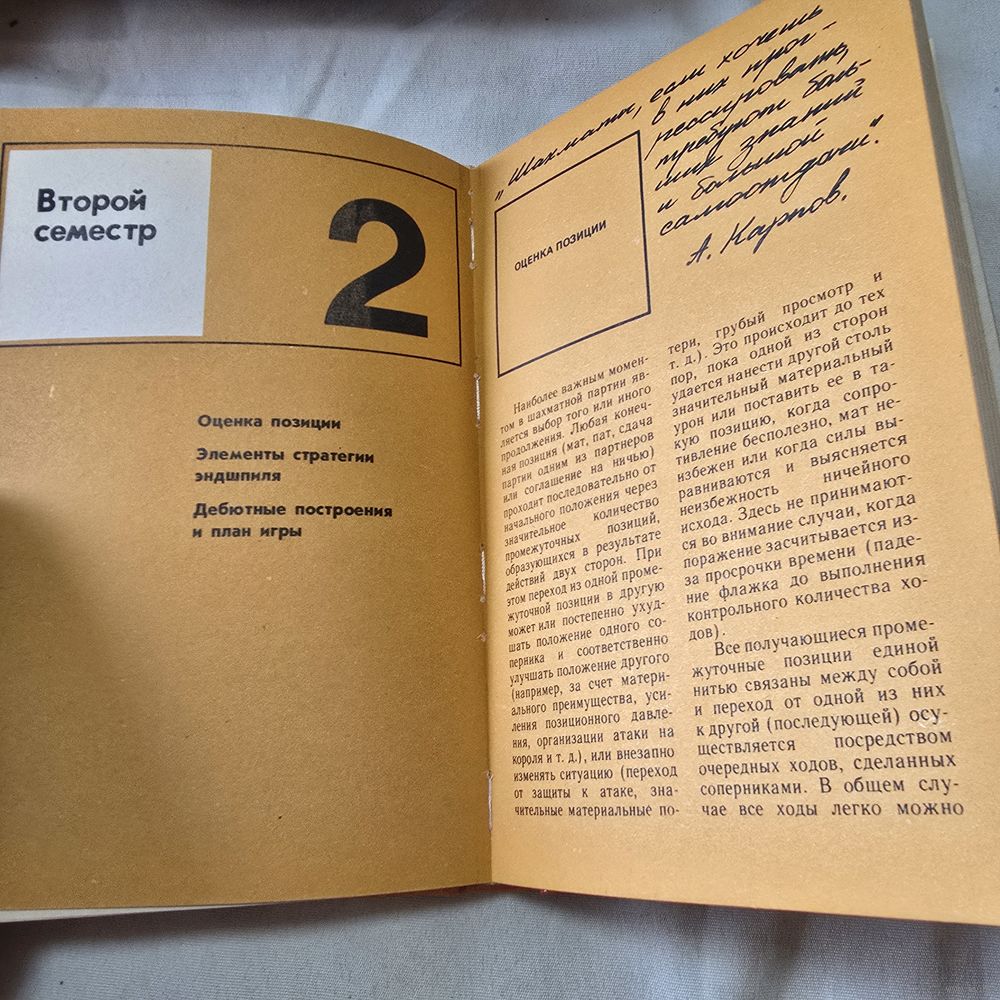 Второй
семестр
2
Оценка позиции
Элементы стратегии
эндшпиля
Дебютные построения
и план игры
„Шахматы, если хочешь
в них прог-
рессировать,
требуют боль-
ших знаний
и большой
самоотдачи."
А. Карпов.
ОЦЕНКА ПОЗИЦИИ
Наиболее важным момен-
том в шахматной партии яв-
ляется выбор того или иного
продолжения. Любая конеч-
ная позиция (мат, пат, сдача
партии одним из партнеров
или соглашение на ничью)
проходит последовательно от
начального положения через
значительное количество
промежуточных позиций,
образующихся в результате
действий двух сторон. При
этом переход из одной проме-
жуточной позиции в другую
может или постепенно ухуд-
шать положение одного со-
перника и соответственно
улучшать положение другого
(например, за счет матери-
ального преимущества, уси-
ления позиционного давле-
ния, организации атаки на
короля и т. д.), или внезапно
изменять ситуацию (переход
от защиты к атаке, зна-
чительные материальные по-
тери, грубый просмотр и
т. д.). Это происходит до тех
пор, пока одной из сторон
удается нанести другой столь
значительный материальный
урон или поставить ее в та-
кую позицию, когда сопро-
тивление бесполезно, мат не-
избежен или когда силы вы-
равниваются и выясняется
неизбежность ничейного
исхода. Здесь не принимают-
ся во внимание случаи, когда
поражение засчитывается из-
за просрочки времени (паде-
ние флажка до выполнения
контрольного количества хо-
дов).
Все получающиеся проме-
жуточные позиции единой
нитью связаны между собой
и переход от одной из них
к другой (последующей) осу-
ществляется посредством
очередных ходов, сделанных
соперниками. В общем слу-
чае все ходы легко можно